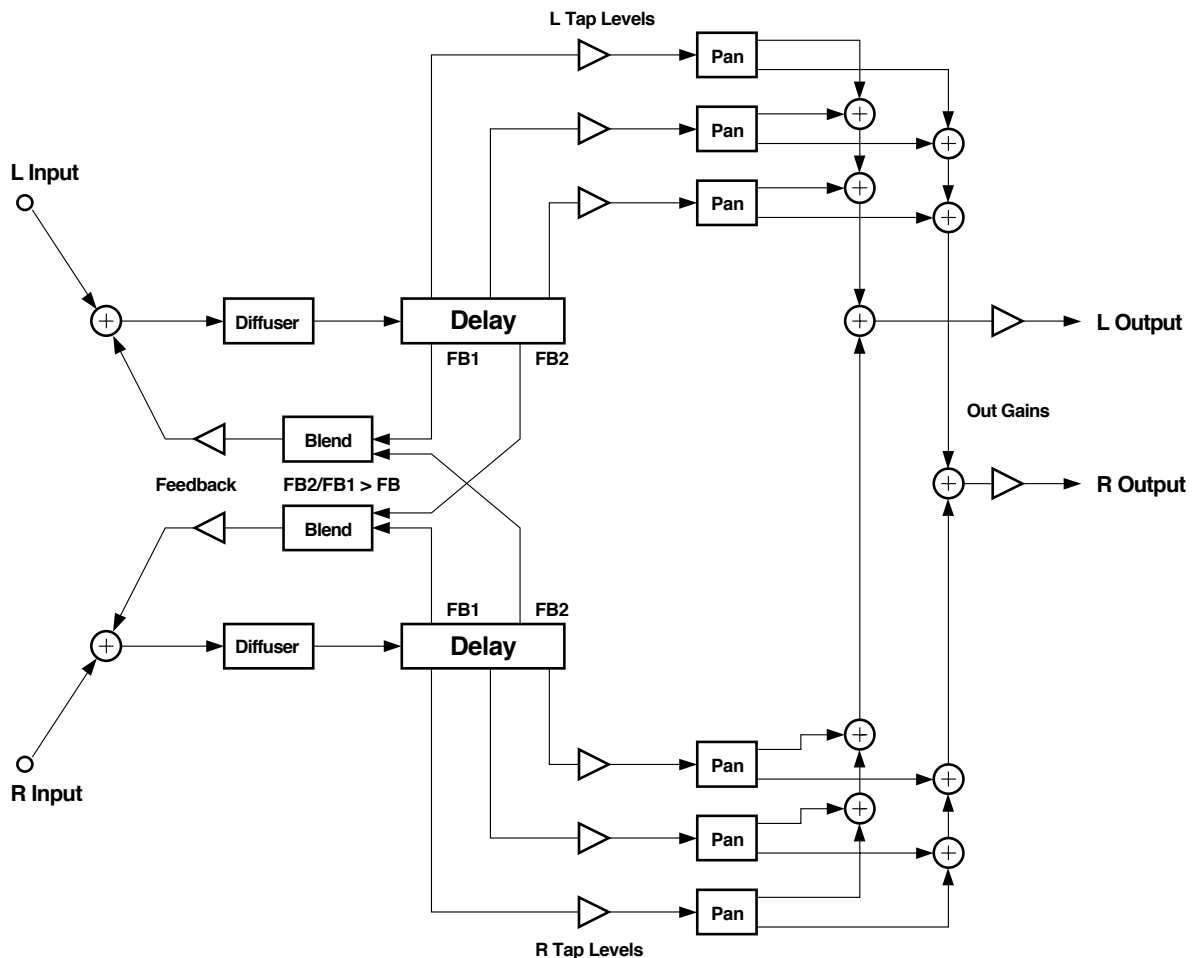 L Tap Levels
Pan
Pan
L Input
Pan
Diffuser
Delay
L Output
FB1
FB2
Out Gains
Blend
Feedback
FB2/FB1 > FB
R Output
Blend
FB1
FB2
Diffuser
Delay
Pan
R Input
Pan
Pan
R Tap Levels